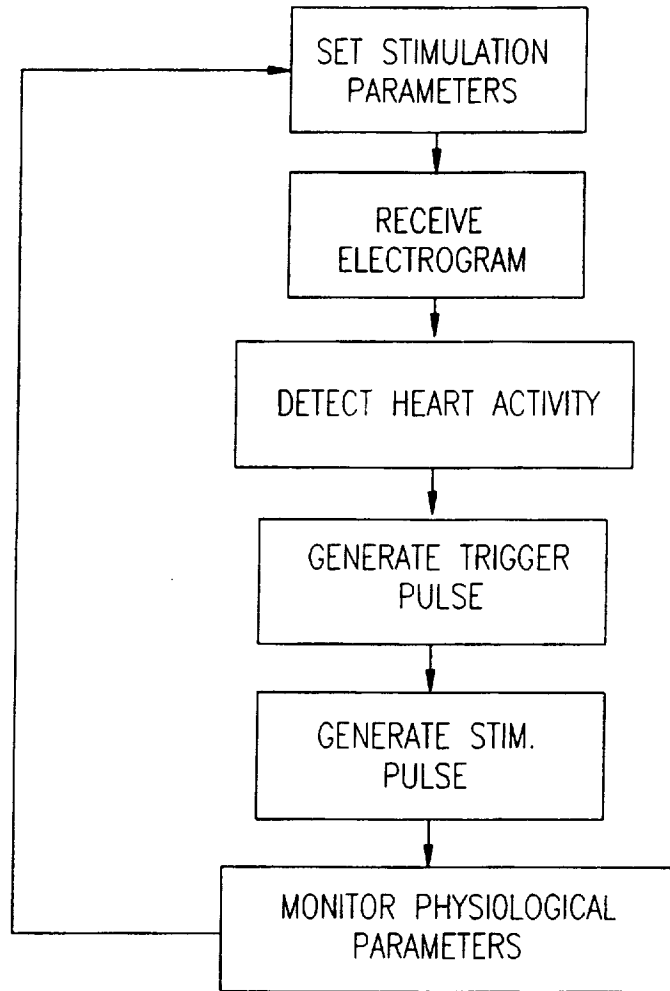 SET STIMULATION
PARAMETERS
RECEIVE
ELECTROGRAM
DETECT HEART ACTIVITY
GENERATE TRIGGER
PULSE
GENERATE STIM.
PULSE
MONITOR PHYSIOLOGICAL
PARAMETERS